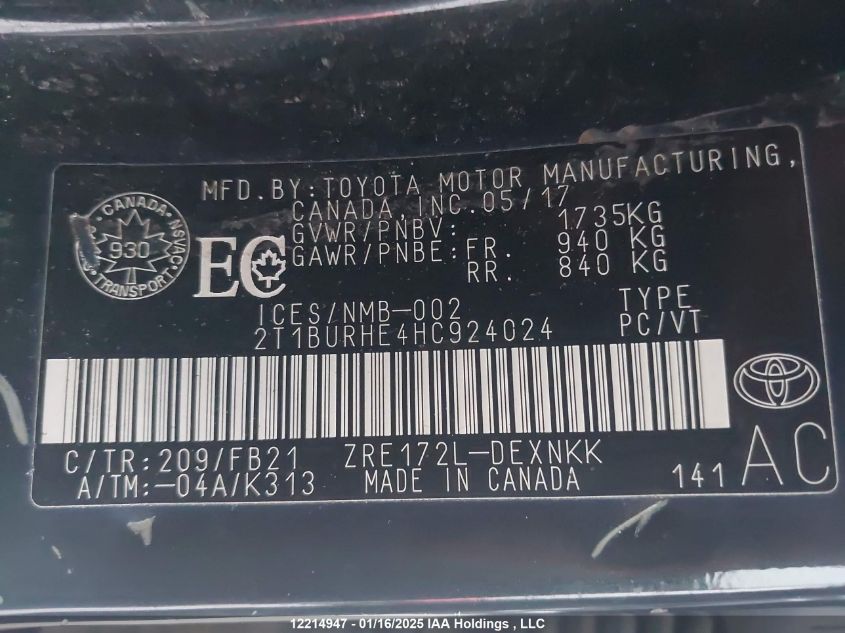 MFD.BY:TOYOTA MOTOR MANUFACTURING,
CANADA,INC.05/17
GVWR/PNBV: 1735KG
GAWR/PNBE:FR. 940 KG
RR. 840 KG
CANADA
930
NSVAC
TRANSPORT
EC
ICES/NMB-002
TYPE
2T1BURHE4HC924024
PC/VT
C/TR:209/FB21 ZRE172L-DEXNKK
A/TM:-04A/K313 MADE IN CANADA
141 AC
12214947 - 01/16/2025 IAA Holdings , LLC